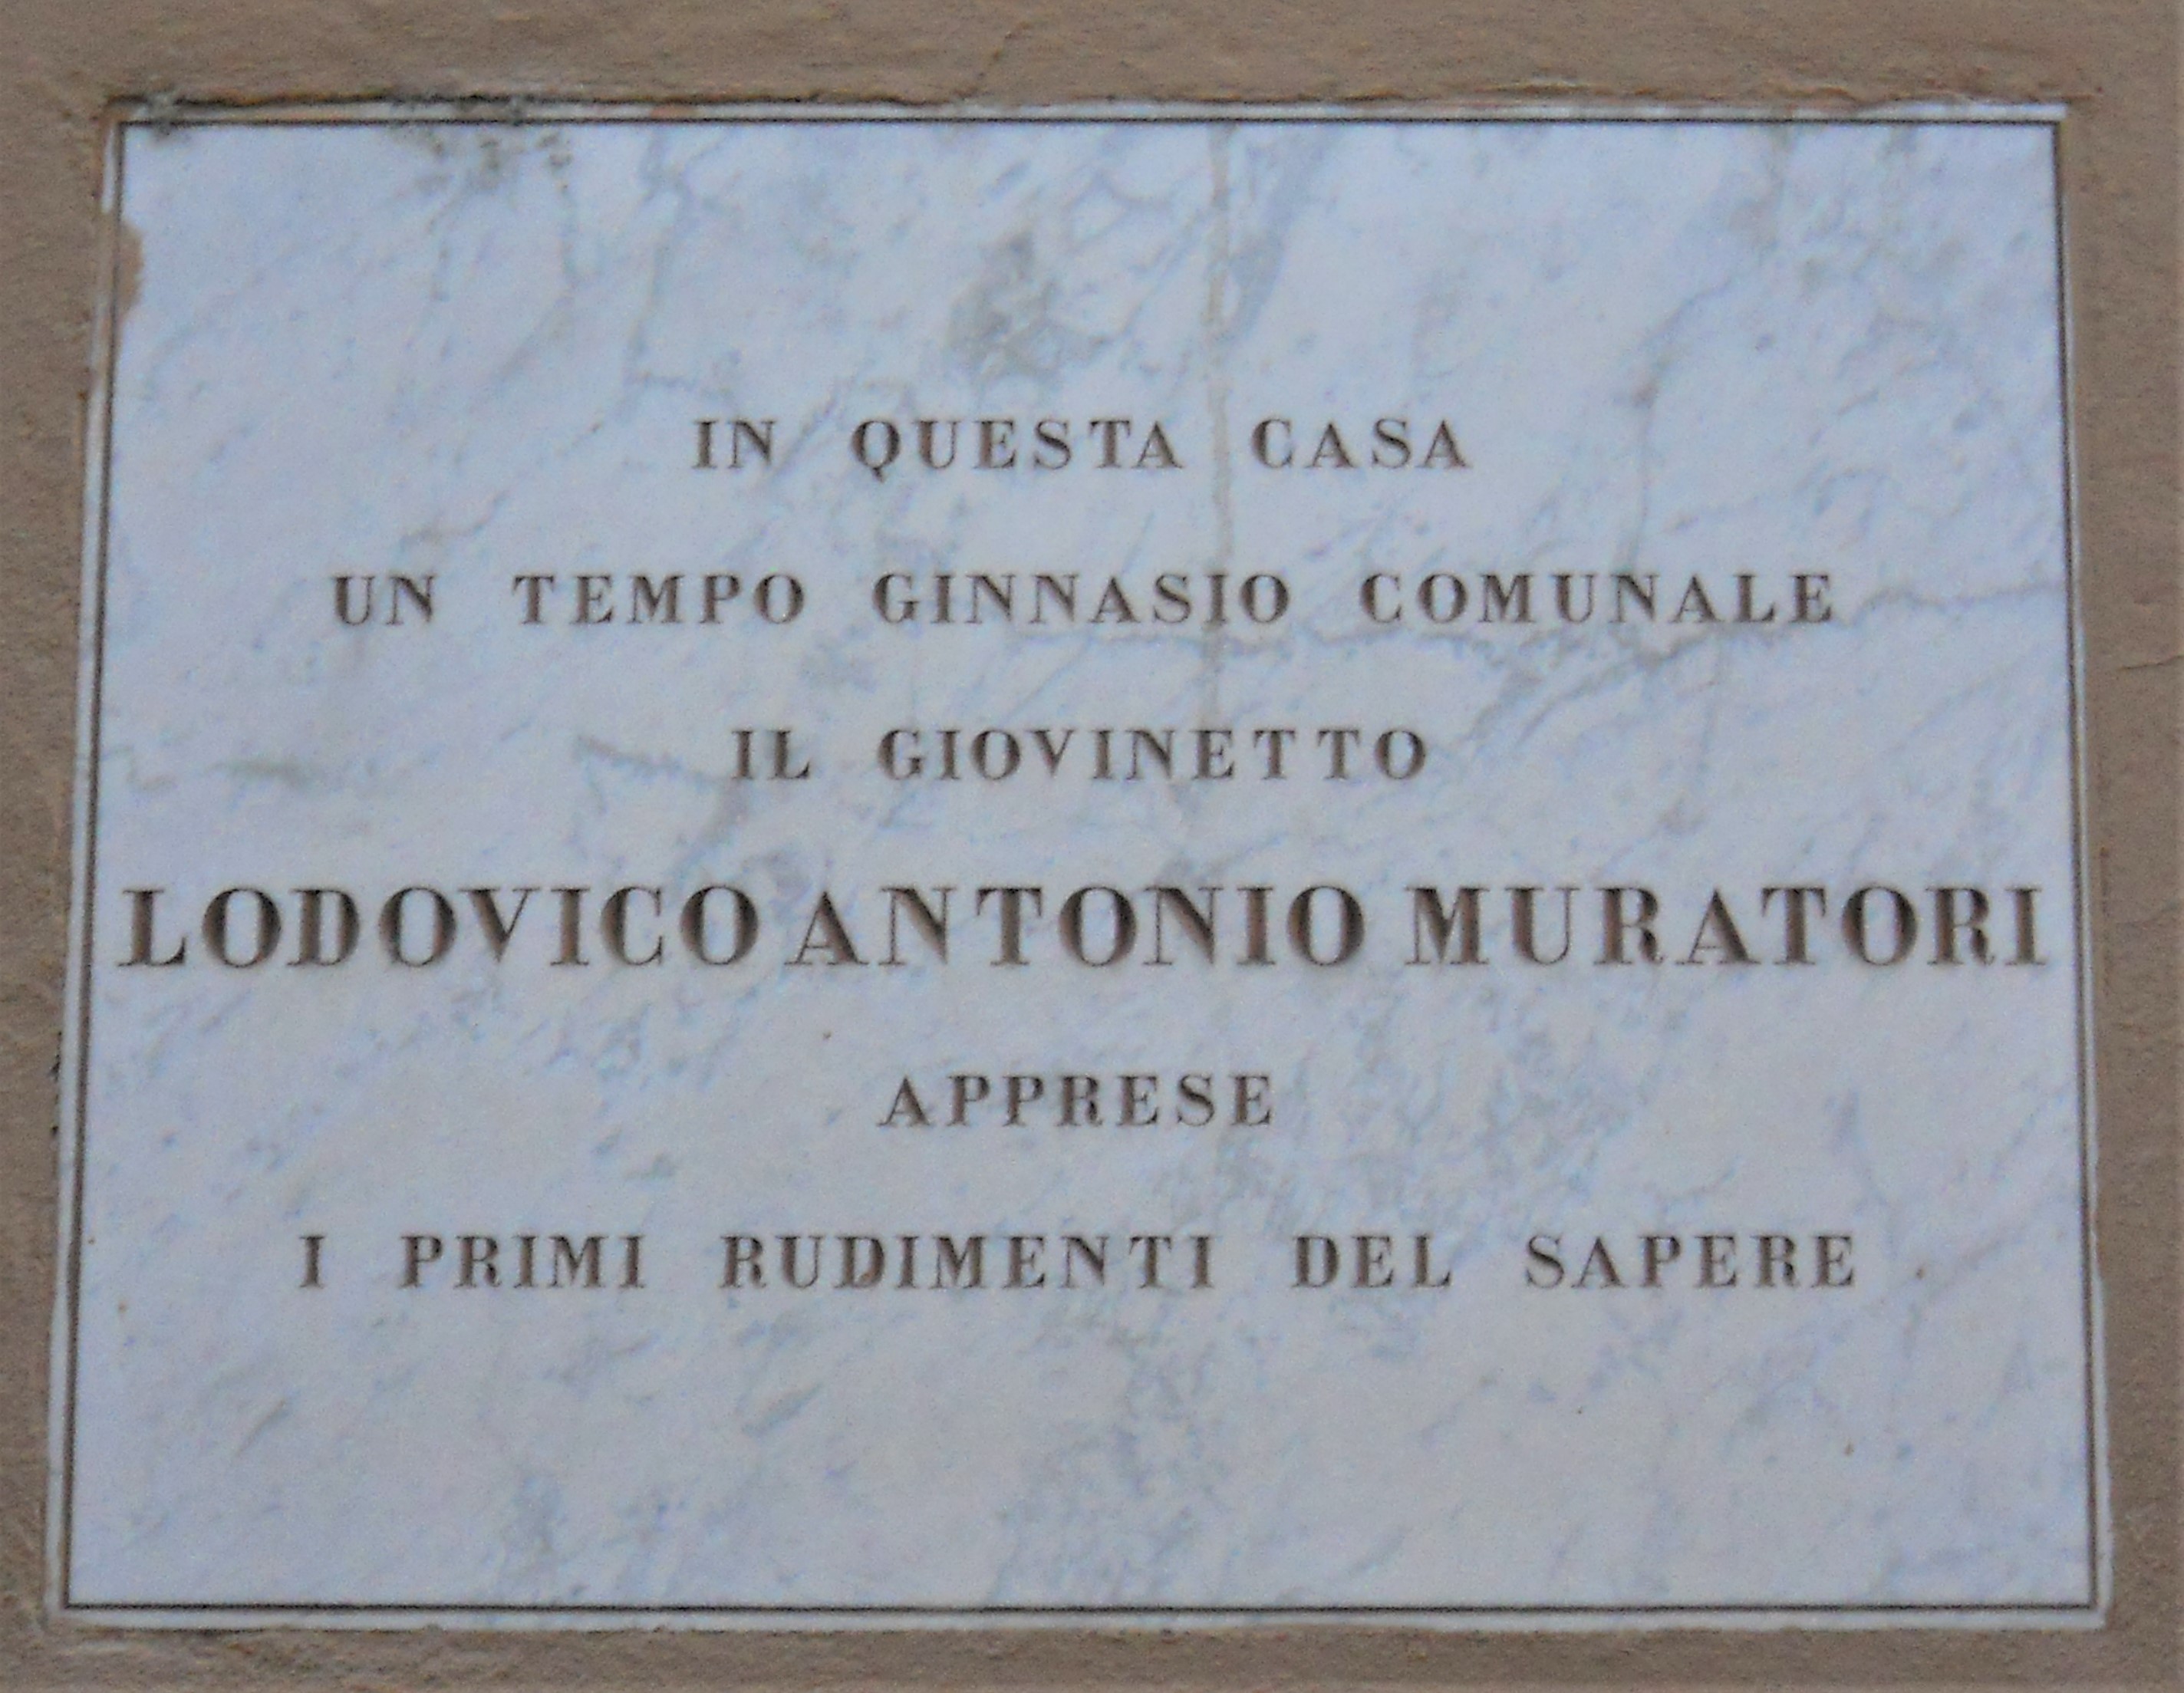 IN QUESTA CASA
UN TEMPO GINNASIO COMUNALE
IL GIOVINETTO
LODOVICO ANTONIO MURATORI
APPRESE
I PRIMI RUDIMENTI DEL SAPERE